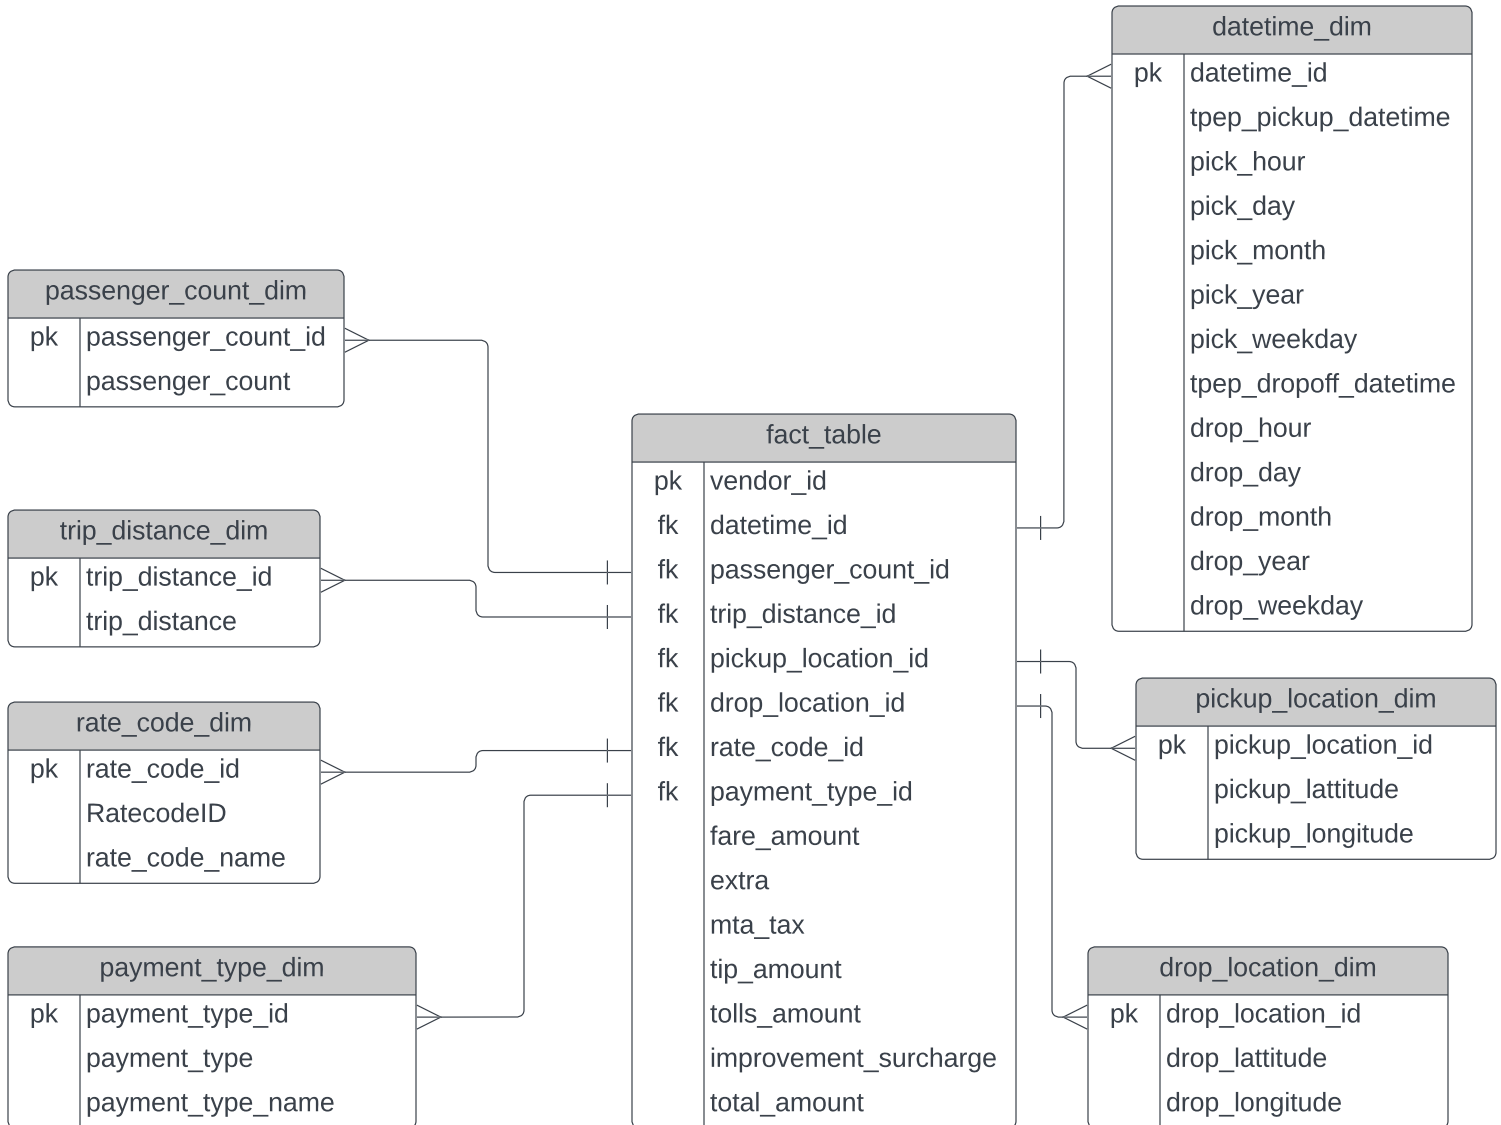 datetime_dim
pk datetime_id
tpep_pickup_datetime
pick_hour
pick_day
pick_month
pick_year
pick_weekday
tpep_dropoff_datetime
drop_hour
drop_day
drop_month
drop_year
drop_weekday
passenger_count_dim
pk passenger_count_id
passenger_count
trip_distance_dim
pk trip_distance_id
trip_distance
rate_code_dim
pk rate_code_id
RatecodeID
rate_code_name
payment_type_dim
pk payment_type_id
payment_type
payment_type_name
fact_table
pk vendor_id
fk datetime_id
fk passenger_count_id
fk trip_distance_id
fk pickup_location_id
fk drop_location_id
fk rate_code_id
fk payment_type_id
fare_amount
extra
mta_tax
tip_amount
tolls_amount
improvement_surcharge
total_amount
pickup_location_dim
pk pickup_location_id
pickup_lattitude
pickup_longitude
drop_location_dim
pk drop_location_id
drop_lattitude
drop_longitude